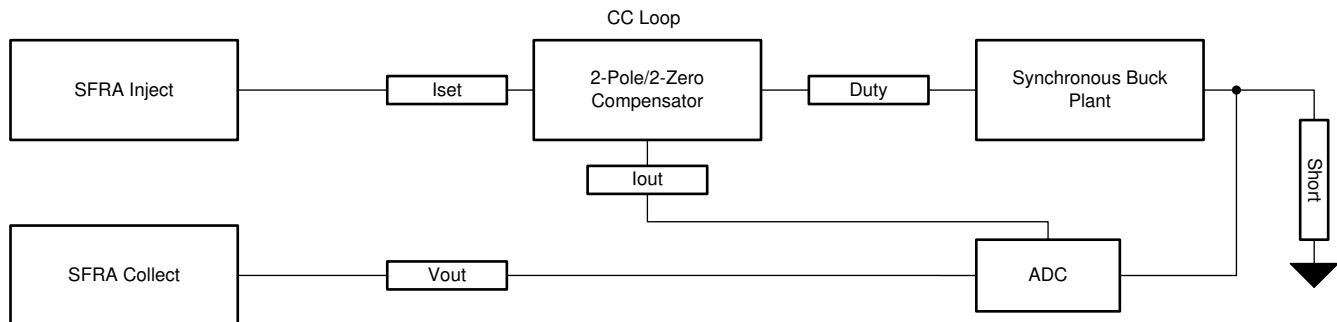 CC Loop
SFRA Inject
Iset
2-Pole/2-Zero
Compensator
Duty
Synchronous Buck
Plant
Iout
Short
SFRA Collect
Vout
ADC